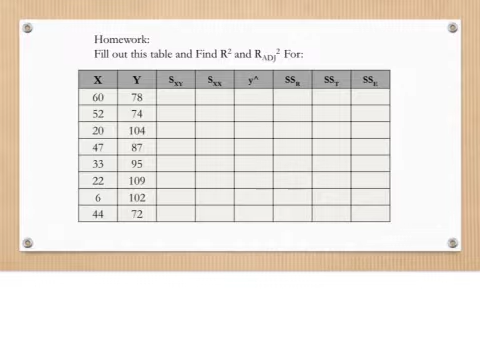 Homework:
Fill out this table and Find R² and R_ADJ² For:
X Y S_XY S_XX y^ SS_R SS_T SS_E
60 78
52 74
20 104
47 87
33 95
22 109
6 102
44 72